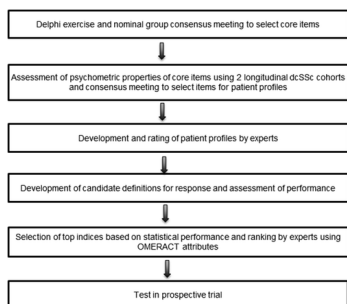 Delphi exercise and nominal group consensus meeting to select core items
Assessment of psychometric properties of core items using 2 longitudinal dcSSc cohorts
and consensus meeting to select items for patient profiles
Development and rating of patient profiles by experts
Development of candidate definitions for response and assessment of performance
Selection of top indices based on statistical performance and ranking by experts using
OMERACT attributes
Test in prospective trial